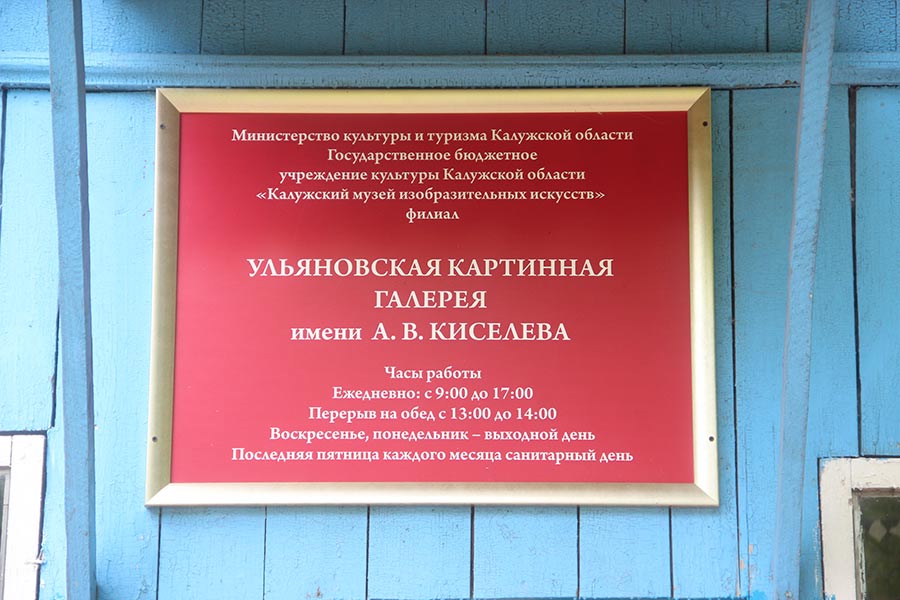 Министерство культуры и туризма Калужской области
Государственное бюджетное
учреждение культуры Калужской области
«Калужский музей изобразительных искусств»
филиал
УЛЬЯНОВСКАЯ КАРТИННАЯ
ГАЛЕРЕЯ
имени А. В. КИСЕЛЕВА
Часы работы
Ежедневно: с 9:00 до 17:00
Перерыв на обед с 13:00 до 14:00
Воскресенье, понедельник – выходной день
Последняя пятница каждого месяца санитарный день